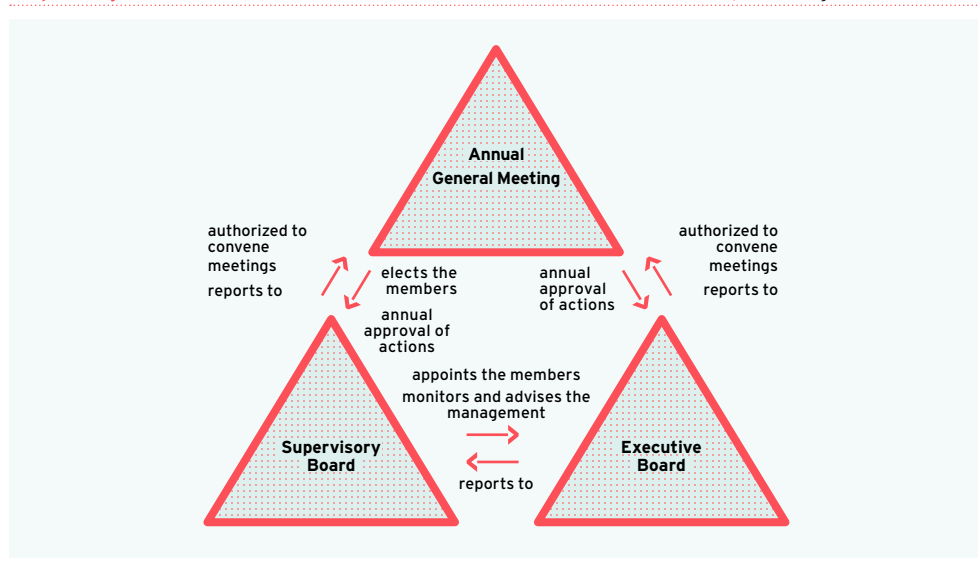 Annual
General Meeting
authorized to
convene
meetings
reports to
elects the
members
annual
approval of
actions
annual
approval
of actions
authorized to
convene
meetings
reports to
appoints the members
monitors and advises the
management
Supervisory
Board
Executive
Board
reports to